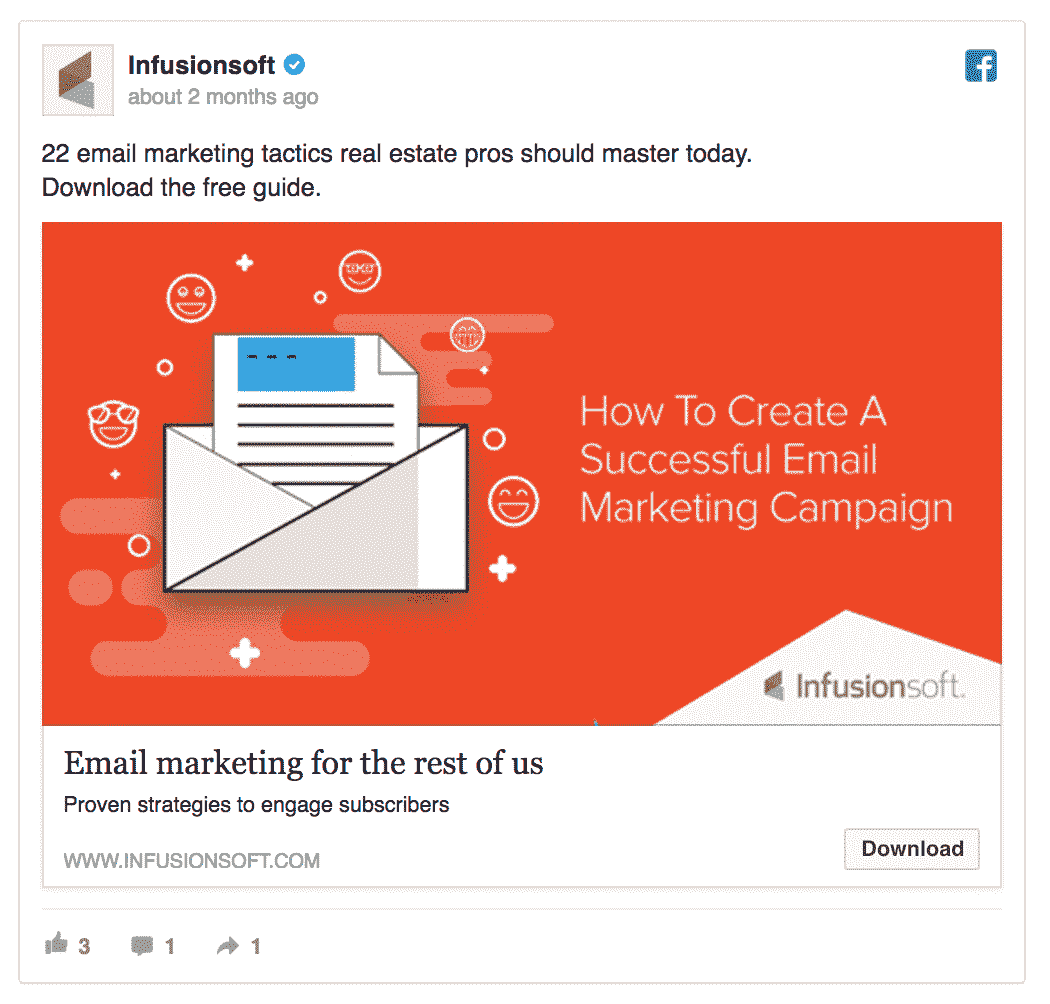 Infusionsoft
about 2 months ago
22 email marketing tactics real estate pros should master today.
Download the free guide.
How To Create A
Successful Email
Marketing Campaign
Infusionsoft.
Email marketing for the rest of us
Proven strategies to engage subscribers
WWW.INFUSIONSOFT.COM
Download
3 1 1